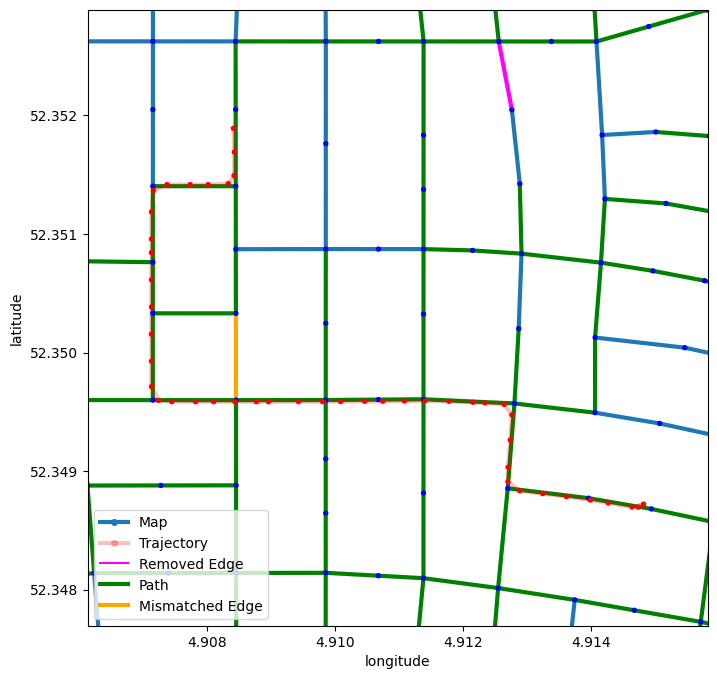 52.352
52.351
52.350
52.349
52.348
latitude
Map
Trajectory
Removed Edge
Path
Mismatched Edge
4.908 4.910 4.912 4.914
longitude